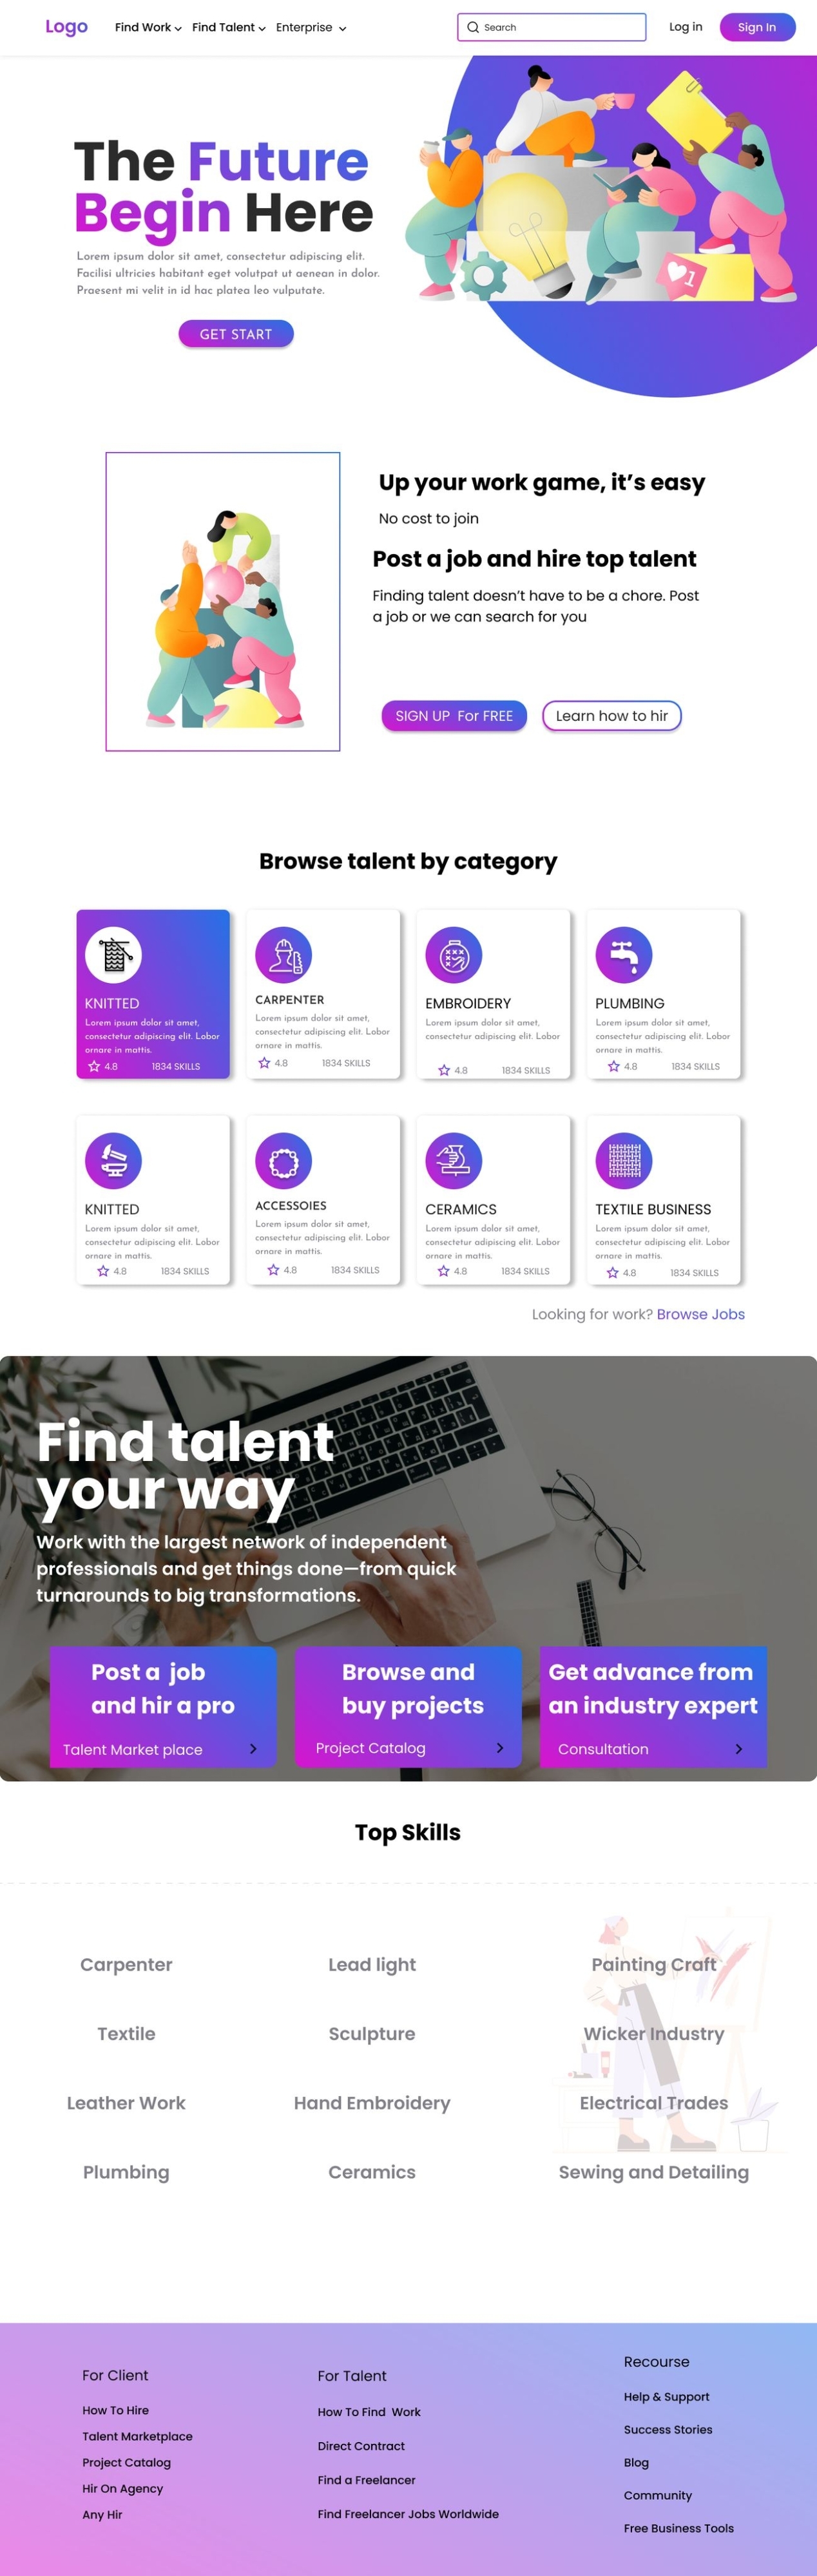 Logo
Find Work
Find Talent
Enterprise
Search
Log in
Sign In
The Future
Begin Here
Lorem ipsum dolor sit amet, consectetur adipiscing elit.
Facilisi ultricies habitant eget volutpat ut aenean in dolor.
Praesent mi velit in id hac platea leo vulputate.
GET START
1
Up your work game, it’s easy
No cost to join
Post a job and hire top talent
Finding talent doesn’t have to be a chore. Post
a job or we can search for you
SIGN UP For FREE
Learn how to hir
Browse talent by category
KNITTED
Lorem ipsum dolor sit amet,
consectetur adipiscing elit. Lobor
ornare in mattis.
4.8
1834 SKILLS
CARPENTER
Lorem ipsum dolor sit amet,
consectetur adipiscing elit. Lobor
ornare in mattis.
4.8
1834 SKILLS
EMBROIDERY
Lorem ipsum dolor sit amet,
consectetur adipiscing elit. Lobor
4.8
1834 SKILLS
PLUMBING
Lorem ipsum dolor sit amet,
consectetur adipiscing elit. Lobor
ornare in mattis.
4.8
1834 SKILLS
KNITTED
Lorem ipsum dolor sit amet,
consectetur adipiscing elit. Lobor
ornare in mattis.
4.8
1834 SKILLS
ACCESSOIES
Lorem ipsum dolor sit amet,
consectetur adipiscing elit. Lobor
ornare in mattis.
4.8
1834 SKILLS
CERAMICS
Lorem ipsum dolor sit amet,
consectetur adipiscing elit. Lobor
ornare in mattis.
4.8
1834 SKILLS
TEXTILE BUSINESS
Lorem ipsum dolor sit amet,
consectetur adipiscing elit. Lobor
ornare in mattis.
4.8
1834 SKILLS
Looking for work? Browse Jobs
Find talent
your way
Work with the largest network of independent
professionals and get things done—from quick
turnarounds to big transformations.
Post a job
and hir a pro
Talent Market place
Browse and
buy projects
Project Catalog
Get advance from
an industry expert
Consultation
Top Skills
Carpenter
Lead light
Painting Craft
Textile
Sculpture
Wicker Industry
Leather Work
Hand Embroidery
Electrical Trades
Plumbing
Ceramics
Sewing and Detailing
For Client
How To Hire
Talent Marketplace
Project Catalog
Hir On Agency
Any Hir
For Talent
How To Find Work
Direct Contract
Find a Freelancer
Find Freelancer Jobs Worldwide
Recourse
Help & Support
Success Stories
Blog
Community
Free Business Tools